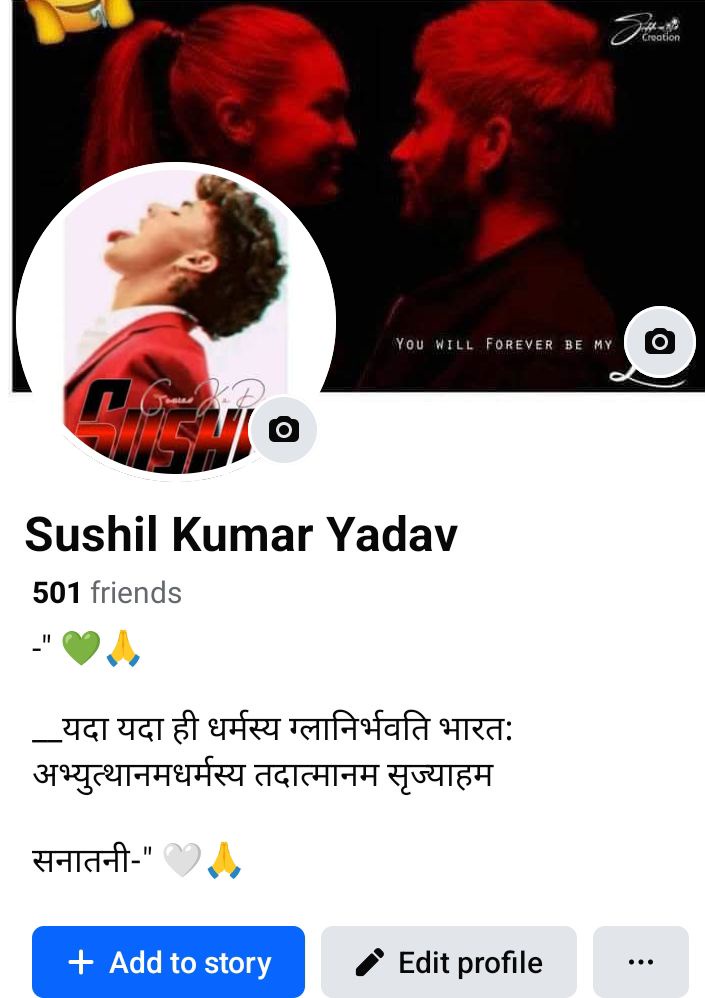 Creation
YOU WILL FOREVER BE MY
SUSHI
Sushil Kumar Yadav
501 friends
-" 💚🙏
__यदा यदा ही धर्मस्य ग्लानिर्भवति भारत:
अभ्युत्थानमधर्मस्य तदात्मानम सृज्याहम
सनातनी-" 🤍🙏
+ Add to story
Edit profile
...